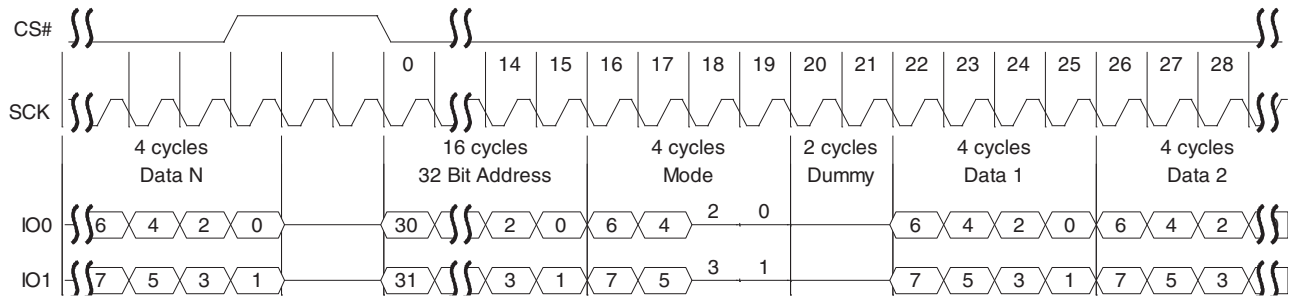 CS#
0 14 15 16 17 18 19 20 21 22 23 24 25 26 27 28
SCK
4 cycles 16 cycles 4 cycles 2 cycles 4 cycles 4 cycles
Data N 32 Bit Address Mode Dummy Data 1 Data 2
IO0 6 4 2 0 30 2 0 6 4 2 0 6 4 2 0 6 4 2
IO1 7 5 3 1 31 3 1 7 5 3 1 7 5 3 1 7 5 3